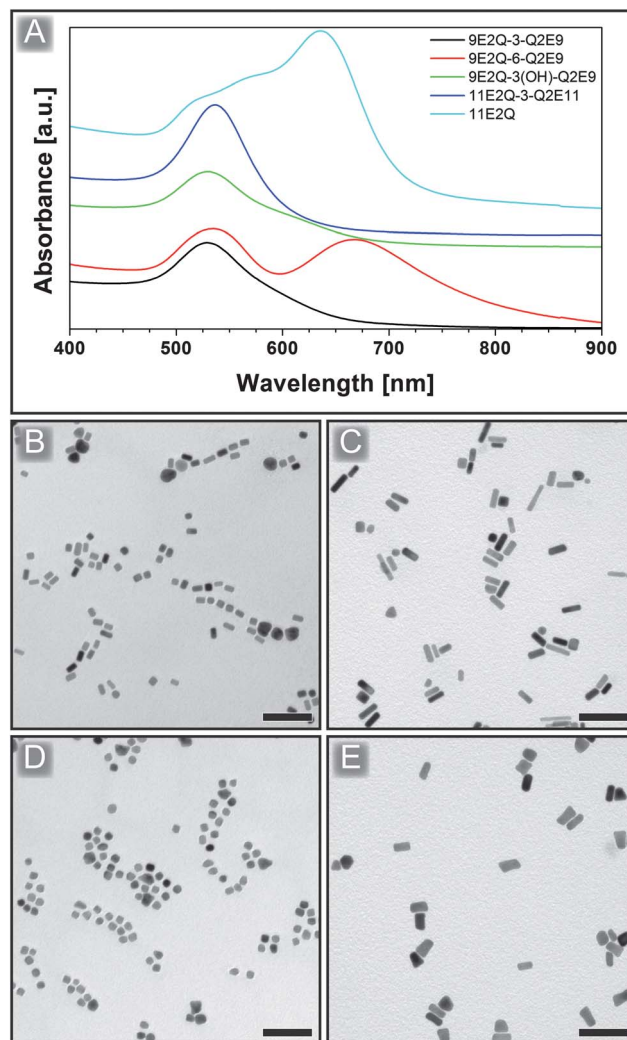 A
9E2Q-3-Q2E9
9E2Q-6-Q2E9
9E2Q-3(OH)-Q2E9
11E2Q-3-Q2E11
11E2Q
Absorbance [a.u.]
400 500 600 700 800 900
Wavelength [nm]
B C
D E